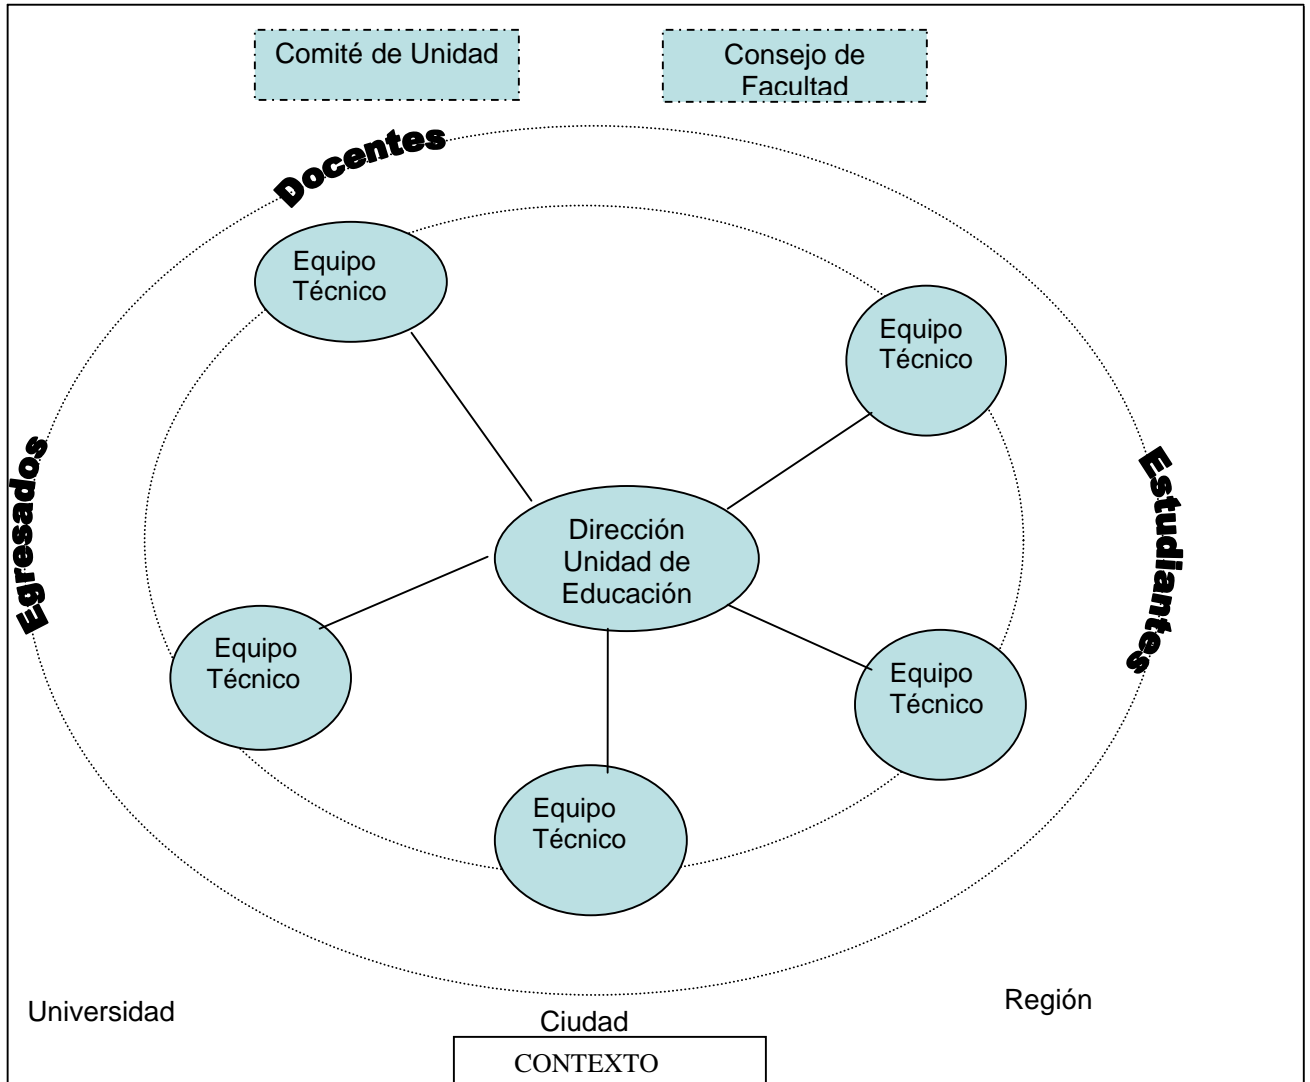 Comité de Unidad
Consejo de
Facultad
Docentes
Equipo
Técnico
Equipo
Técnico
Egresados
Estudiantes
Dirección
Unidad de
Educación
Equipo
Técnico
Equipo
Técnico
Equipo
Técnico
Universidad
Ciudad
Región
CONTEXTO